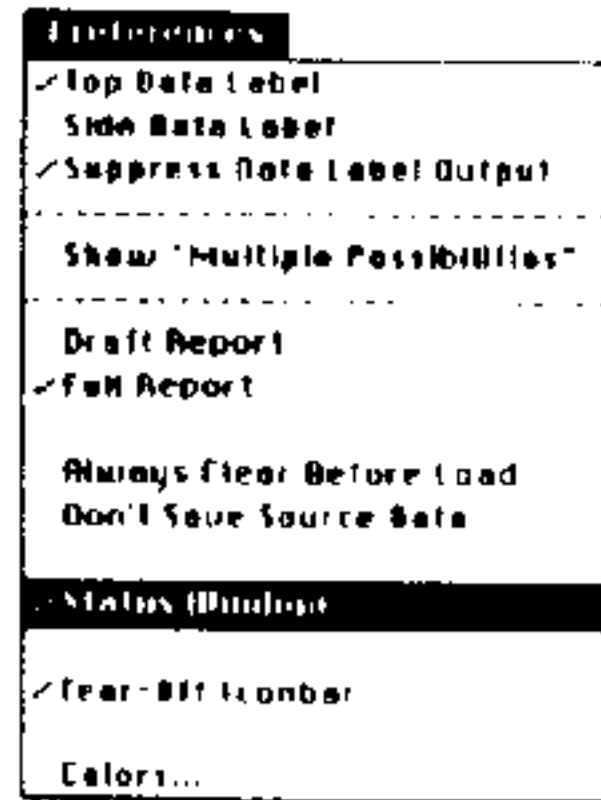 Preferences
✓Top Data Label
Side Data Label
✓Suppress Data Label Output
Show "Multiple Possibilities"
Draft Report
✓Full Report
Always Clear Before Load
Don't Save Source Data
✓Status Window
✓Tear-Off Iconbar
Colors...